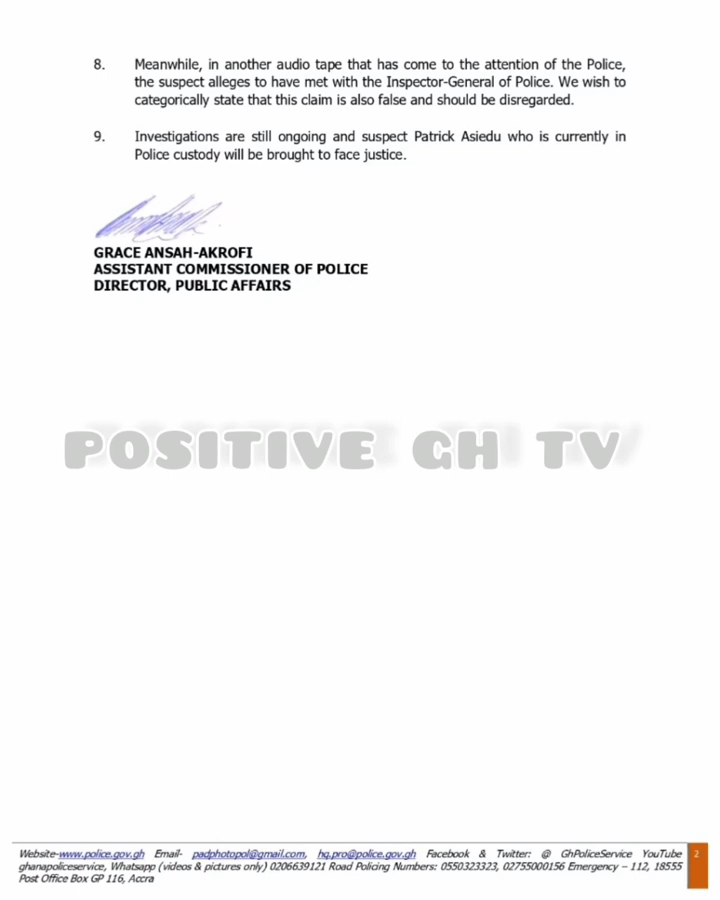 8. Meanwhile, in another audio tape that has come to the attention of the Police,
the suspect alleges to have met with the Inspector-General of Police. We wish to
categorically state that this claim is also false and should be disregarded.
9. Investigations are still ongoing and suspect Patrick Asiedu who is currently in
Police custody will be brought to face justice.
GRACE ANSAH-AKROFI
ASSISTANT COMMISSIONER OF POLICE
DIRECTOR, PUBLIC AFFAIRS
POSITIVE GH TV
Website-www.police.gov.gh Email- padphotopol@gmail.com, hq.pro@police.gov.gh Facebook & Twitter: @ GhPoliceService YouTube 2
ghanapoliceservice, Whatsapp (videos & pictures only) 0206639121 Road Policing Numbers: 0550323323, 02755000156 Emergency – 112, 18555
Post Office Box GP 116, Accra